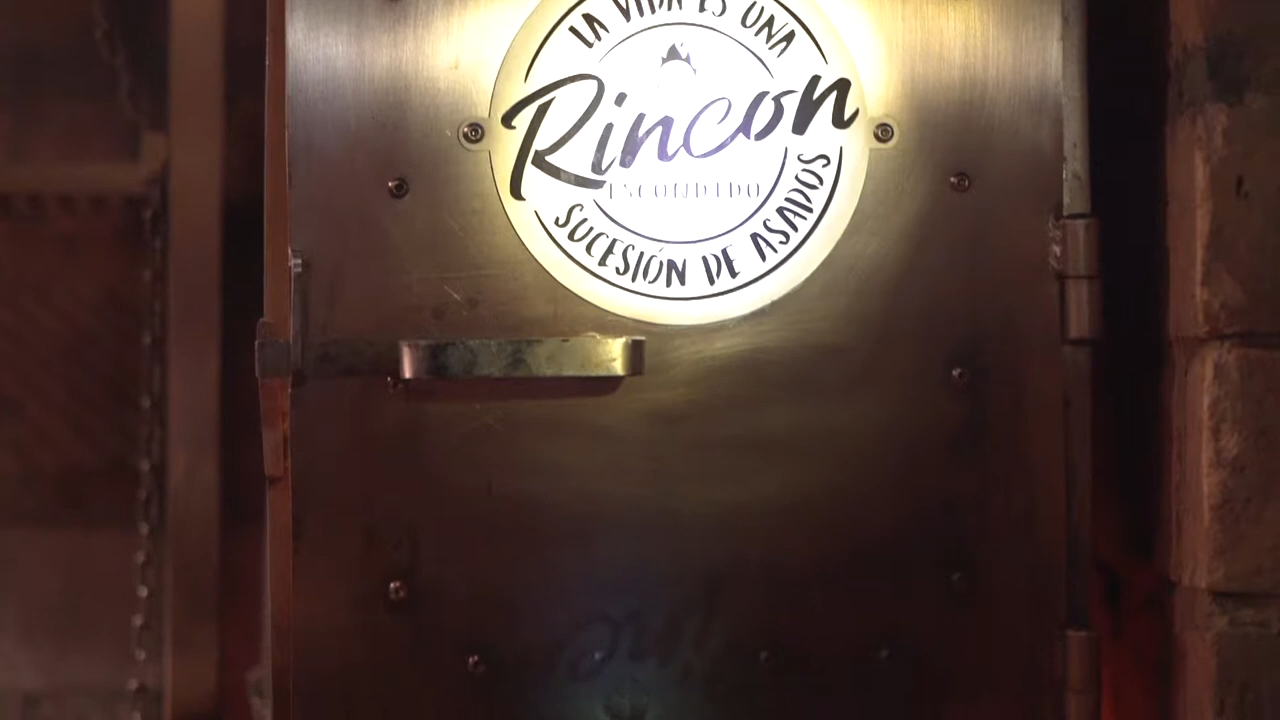 LA VIDA ES UNA
Rincon
ESCONDIDO
SUCESIÓN DE ASADOS